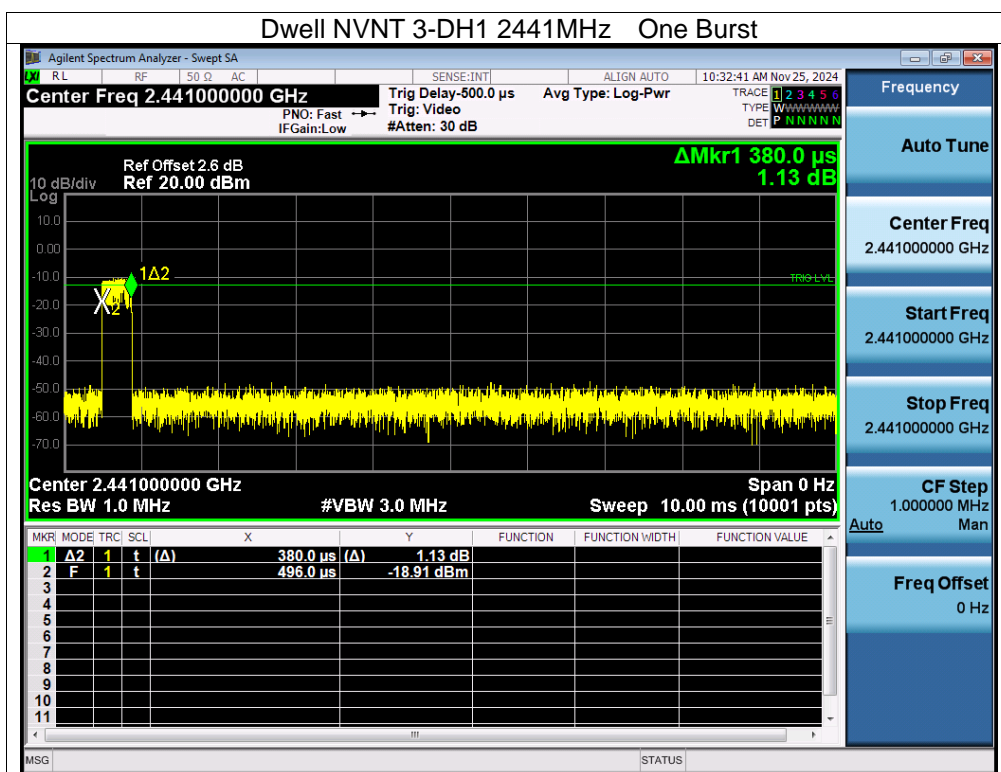 Dwell NVNT 3-DH1 2441MHz One Burst
Agilent Spectrum Analyzer - Swept SA
LXI RL RF 50 Ω AC SENSE:INT ALIGN AUTO 10:32:41 AM Nov 25, 2024
Center Freq 2.441000000 GHz
PNO: Fast
IFGain:Low
Trig Delay-500.0 µs
Trig: Video
#Atten: 30 dB
Avg Type: Log-Pwr
TRACE 1 2 3 4 5 6
TYPE WWWWWW
DET P N N N N N
Frequency
Auto Tune
Center Freq
2.441000000 GHz
Start Freq
2.441000000 GHz
Stop Freq
2.441000000 GHz
CF Step
1.000000 MHz
Auto Man
Freq Offset
0 Hz
ΔMkr1 380.0 µs
1.13 dB
Ref Offset 2.6 dB
10 dB/div Ref 20.00 dBm
Log
10.0
0.00
-10.0
-20.0
-30.0
-40.0
-50.0
-60.0
-70.0
1Δ2
2
TRIG LVL
Center 2.441000000 GHz Span 0 Hz
Res BW 1.0 MHz #VBW 3.0 MHz Sweep 10.00 ms (10001 pts)
MKR MODE TRC SCL X Y FUNCTION FUNCTION WIDTH FUNCTION VALUE
1 Δ2 1 t (Δ) 380.0 µs (Δ) 1.13 dB
2 F 1 t 496.0 µs -18.91 dBm
3
4
5
6
7
8
9
10
11
MSG STATUS